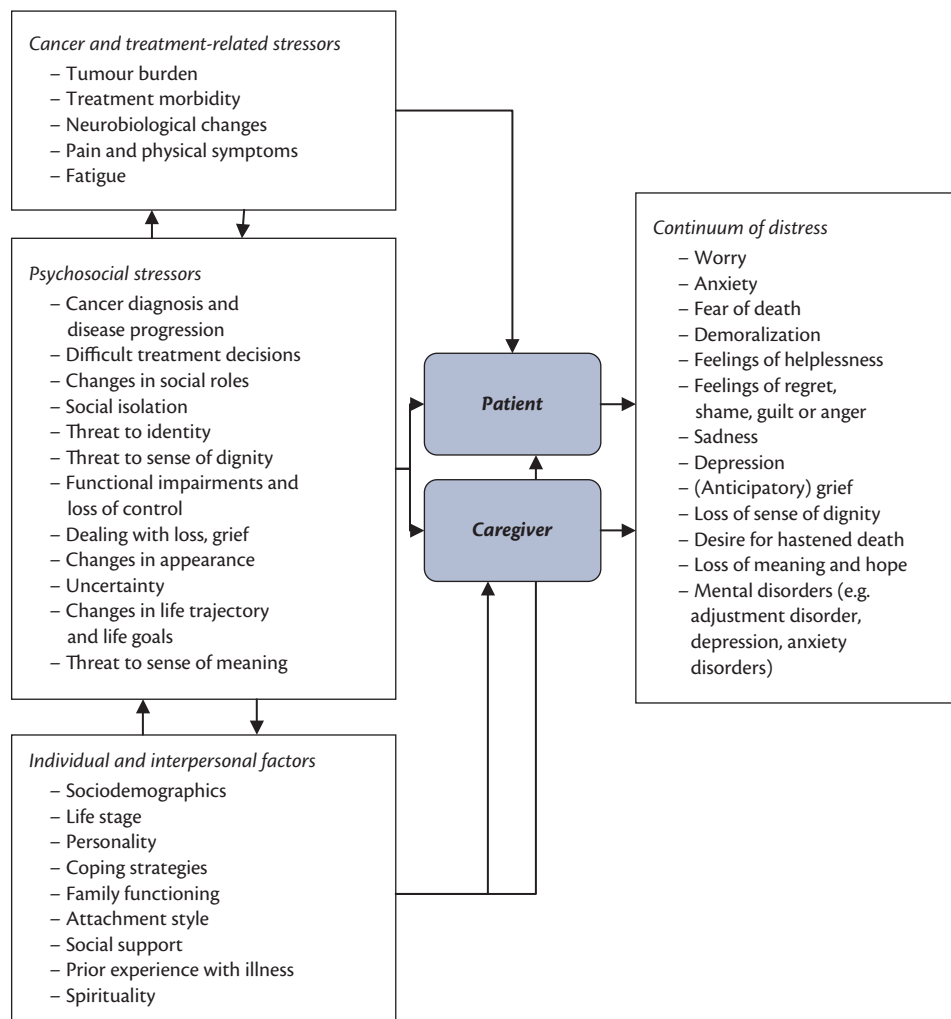 Cancer and treatment-related stressors
– Tumour burden
– Treatment morbidity
– Neurobiological changes
– Pain and physical symptoms
– Fatigue
Psychosocial stressors
– Cancer diagnosis and
disease progression
– Difficult treatment decisions
– Changes in social roles
– Social isolation
– Threat to identity
– Threat to sense of dignity
– Functional impairments and
loss of control
– Dealing with loss, grief
– Changes in appearance
– Uncertainty
– Changes in life trajectory
and life goals
– Threat to sense of meaning
Individual and interpersonal factors
– Sociodemographics
– Life stage
– Personality
– Coping strategies
– Family functioning
– Attachment style
– Social support
– Prior experience with illness
– Spirituality
Patient
Caregiver
Continuum of distress
– Worry
– Anxiety
– Fear of death
– Demoralization
– Feelings of helplessness
– Feelings of regret,
shame, guilt or anger
– Sadness
– Depression
– (Anticipatory) grief
– Loss of sense of dignity
– Desire for hastened death
– Loss of meaning and hope
– Mental disorders (e.g.
adjustment disorder,
depression, anxiety
disorders)